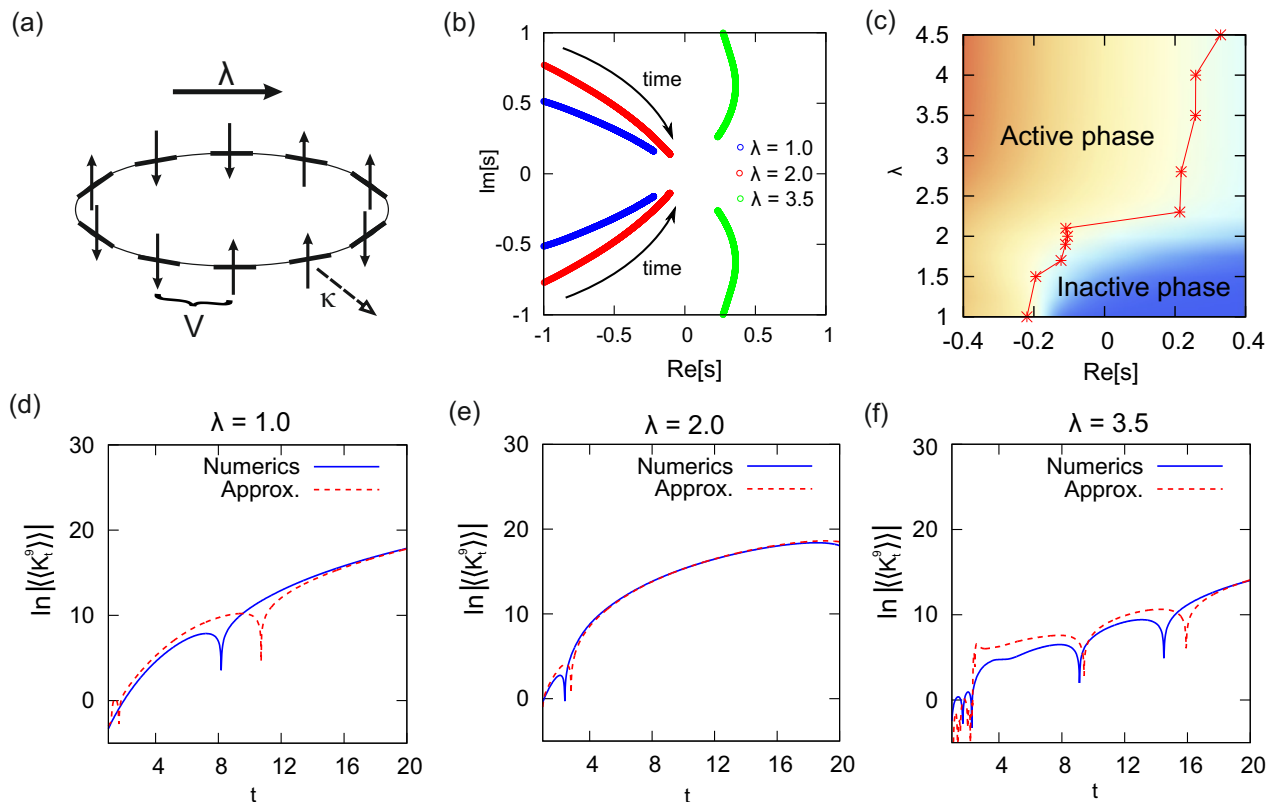 (a)
λ
V
κ
(b)
1
0.5
0
-0.5
-1
Im[s]
time
time
λ = 1.0
λ = 2.0
λ = 3.5
-1
-0.5
0
0.5
1
Re[s]
(c)
4.5
4
3.5
3
2.5
2
1.5
1
λ
Active phase
Inactive phase
-0.4
-0.2
0
0.2
0.4
Re[s]
(d)
λ = 1.0
30
20
10
0
ln |⟨⟨K_t^9⟩⟩|
Numerics
Approx.
4
8
12
16
20
t
(e)
λ = 2.0
30
20
10
0
ln |⟨⟨K_t^9⟩⟩|
Numerics
Approx.
4
8
12
16
20
t
(f)
λ = 3.5
30
20
10
0
ln |⟨⟨K_t^9⟩⟩|
Numerics
Approx.
4
8
12
16
20
t